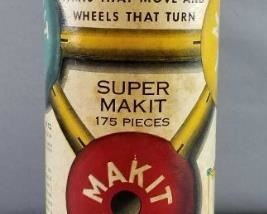 THAT MOVE AND
WHEELS THAT TURN
SUPER
MAKIT
175 PIECES
MAKIT